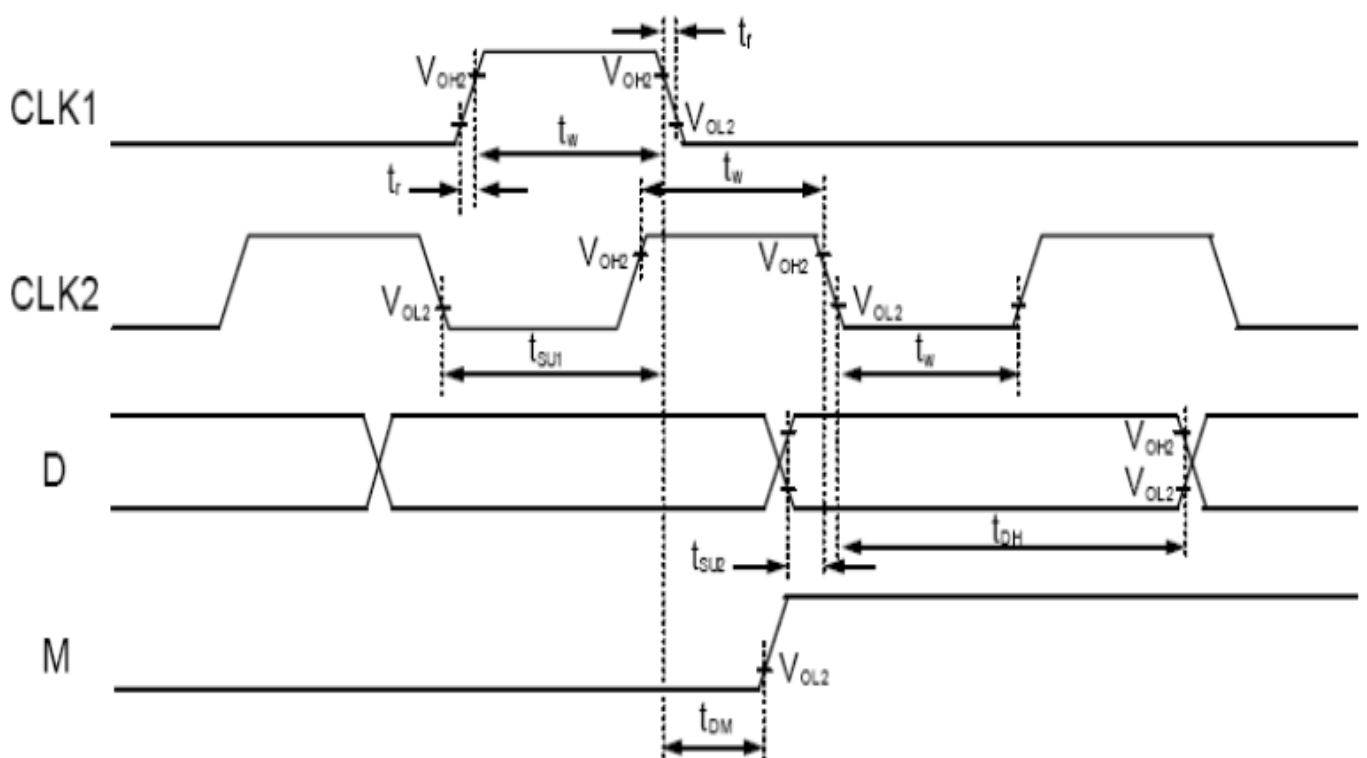 tf
VOH2 VOH2
CLK1
VOL2
tw
tr
tw
VOH2 VOH2
CLK2
VOL2 VOL2
tSU1 tw
VOH2
D
VOL2
tSU2 tDH
M
VOL2
tDM